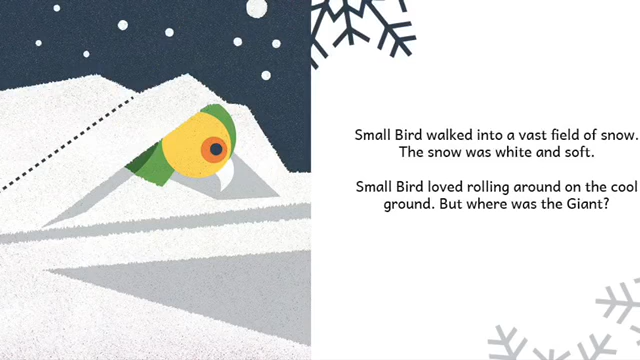 Small Bird walked into a vast field of snow.
The snow was white and soft.
Small Bird loved rolling around on the cool
ground. But where was the Giant?